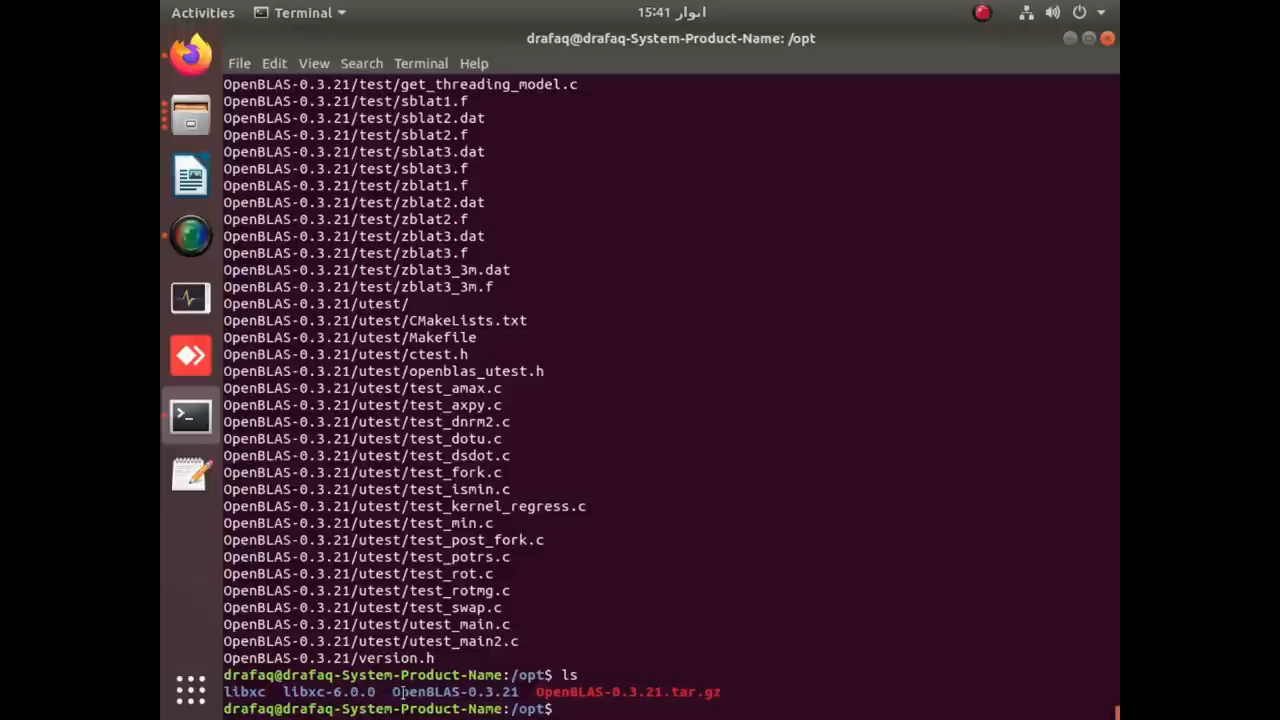 Activities Terminal 15:41 اتوار
drafaq@drafaq-System-Product-Name: /opt
File Edit View Search Terminal Help
OpenBLAS-0.3.21/test/get_threading_model.c
OpenBLAS-0.3.21/test/sblat1.f
OpenBLAS-0.3.21/test/sblat2.dat
OpenBLAS-0.3.21/test/sblat2.f
OpenBLAS-0.3.21/test/sblat3.dat
OpenBLAS-0.3.21/test/sblat3.f
OpenBLAS-0.3.21/test/zblat1.f
OpenBLAS-0.3.21/test/zblat2.dat
OpenBLAS-0.3.21/test/zblat2.f
OpenBLAS-0.3.21/test/zblat3.dat
OpenBLAS-0.3.21/test/zblat3.f
OpenBLAS-0.3.21/test/zblat3_3m.dat
OpenBLAS-0.3.21/test/zblat3_3m.f
OpenBLAS-0.3.21/utest/
OpenBLAS-0.3.21/utest/CMakeLists.txt
OpenBLAS-0.3.21/utest/Makefile
OpenBLAS-0.3.21/utest/ctest.h
OpenBLAS-0.3.21/utest/openblas_utest.h
OpenBLAS-0.3.21/utest/test_amax.c
OpenBLAS-0.3.21/utest/test_axpy.c
OpenBLAS-0.3.21/utest/test_dnrm2.c
OpenBLAS-0.3.21/utest/test_dotu.c
OpenBLAS-0.3.21/utest/test_dsdot.c
OpenBLAS-0.3.21/utest/test_fork.c
OpenBLAS-0.3.21/utest/test_ismin.c
OpenBLAS-0.3.21/utest/test_kernel_regress.c
OpenBLAS-0.3.21/utest/test_min.c
OpenBLAS-0.3.21/utest/test_post_fork.c
OpenBLAS-0.3.21/utest/test_potrs.c
OpenBLAS-0.3.21/utest/test_rot.c
OpenBLAS-0.3.21/utest/test_rotmg.c
OpenBLAS-0.3.21/utest/test_swap.c
OpenBLAS-0.3.21/utest/utest_main.c
OpenBLAS-0.3.21/utest/utest_main2.c
OpenBLAS-0.3.21/version.h
drafaq@drafaq-System-Product-Name:/opt$ ls
libxc libxc-6.0.0 OpenBLAS-0.3.21 OpenBLAS-0.3.21.tar.gz
drafaq@drafaq-System-Product-Name:/opt$